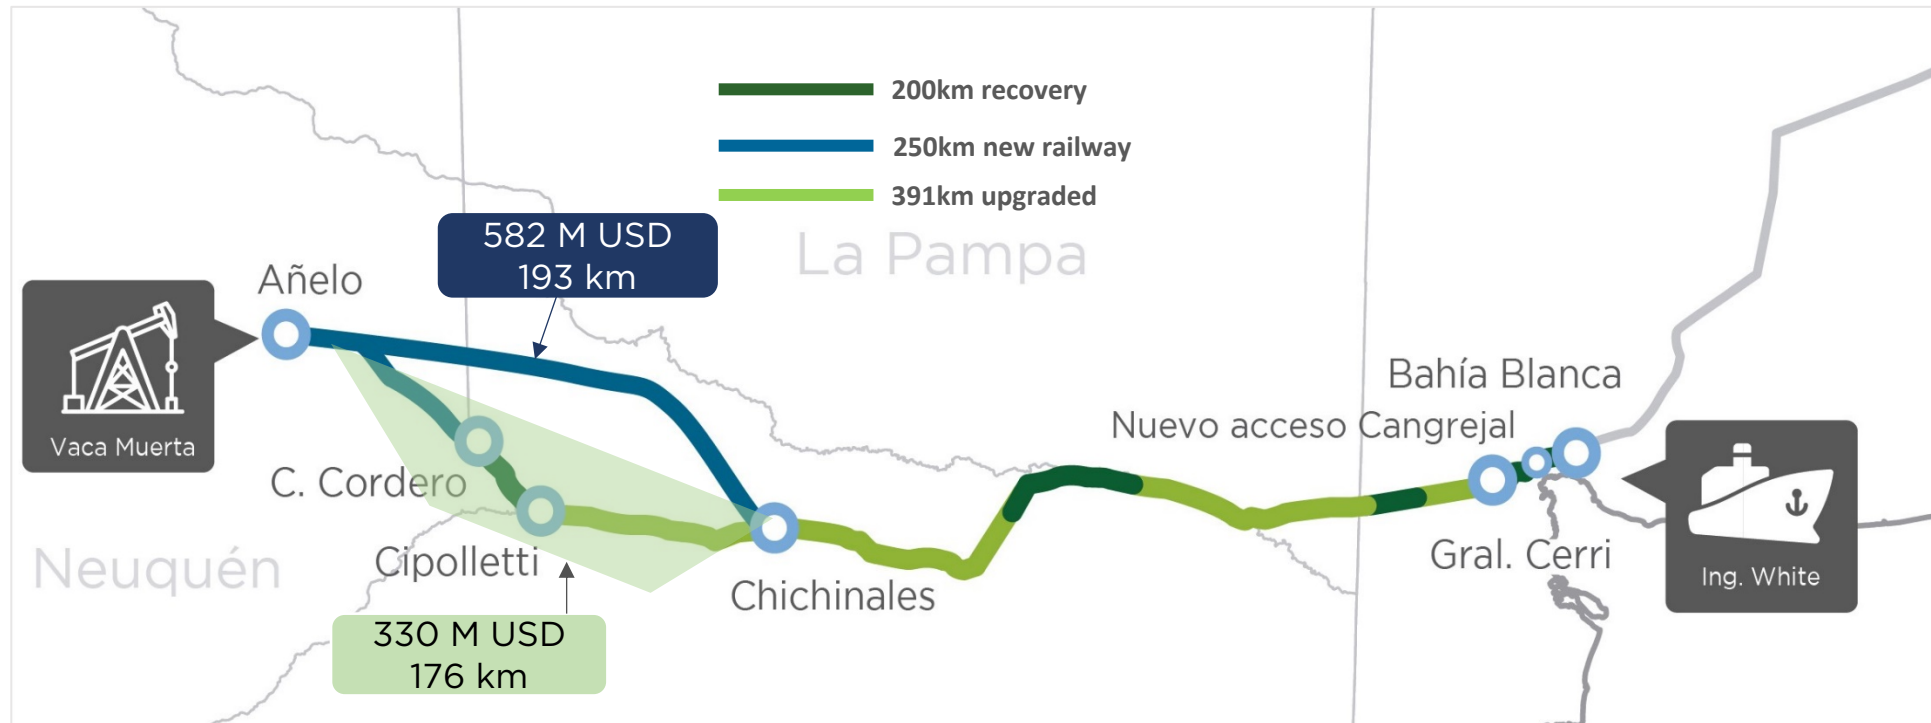 200km recovery
250km new railway
391km upgraded
La Pampa
582 M USD
193 km
Añelo
Vaca Muerta
Bahía Blanca
Nuevo acceso Cangrejal
C. Cordero
Neuquén
Cipolletti
Chichinales
Gral. Cerri
Ing. White
330 M USD
176 km